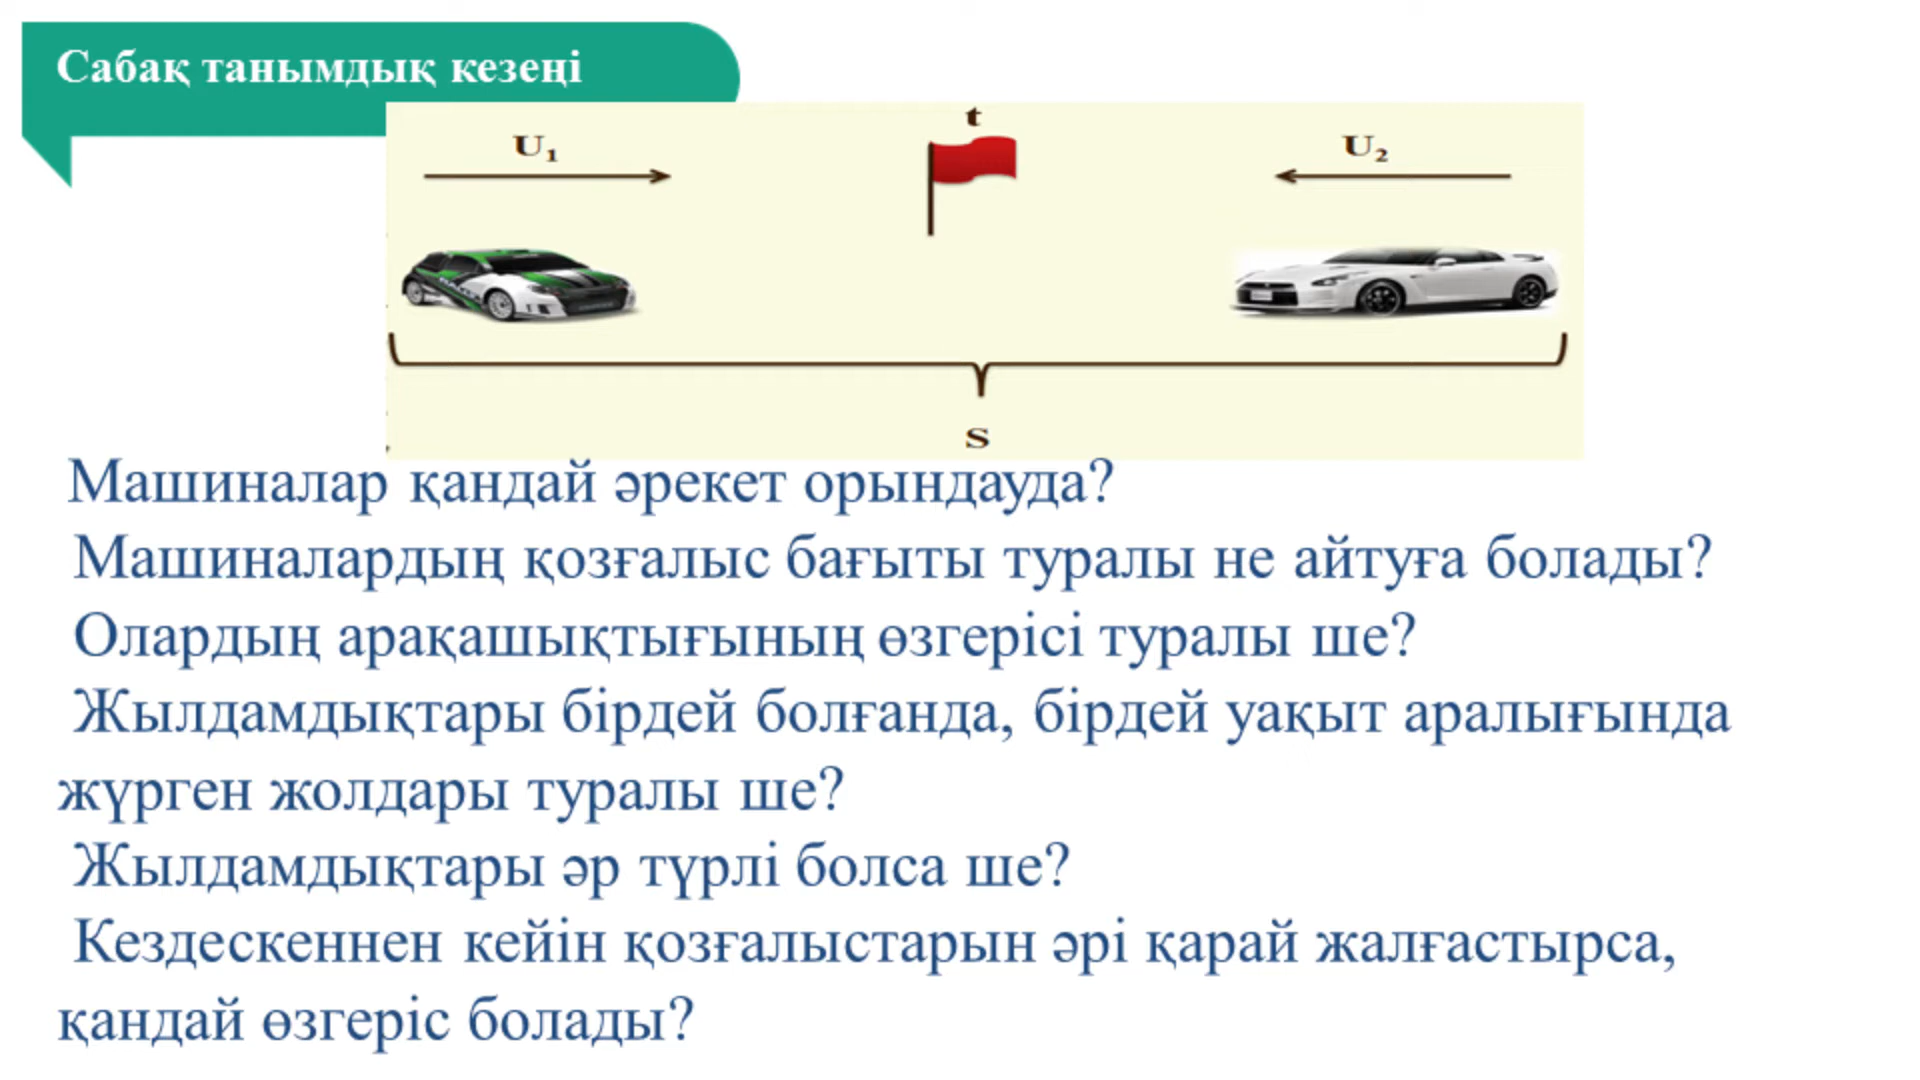 Сабақ танымдық кезеңі
t
U₁
U₂
S
Машиналар қандай әрекет орындауда?
Машиналардың қозғалыс бағыты туралы не айтуға болады?
Олардың арақашықтығының өзгерісі туралы ше?
Жылдамдықтары бірдей болғанда, бірдей уақыт аралығында
жүрген жолдары туралы ше?
Жылдамдықтары әр түрлі болса ше?
Кездескеннен кейін қозғалыстарын әрі қарай жалғастырса,
қандай өзгеріс болады?